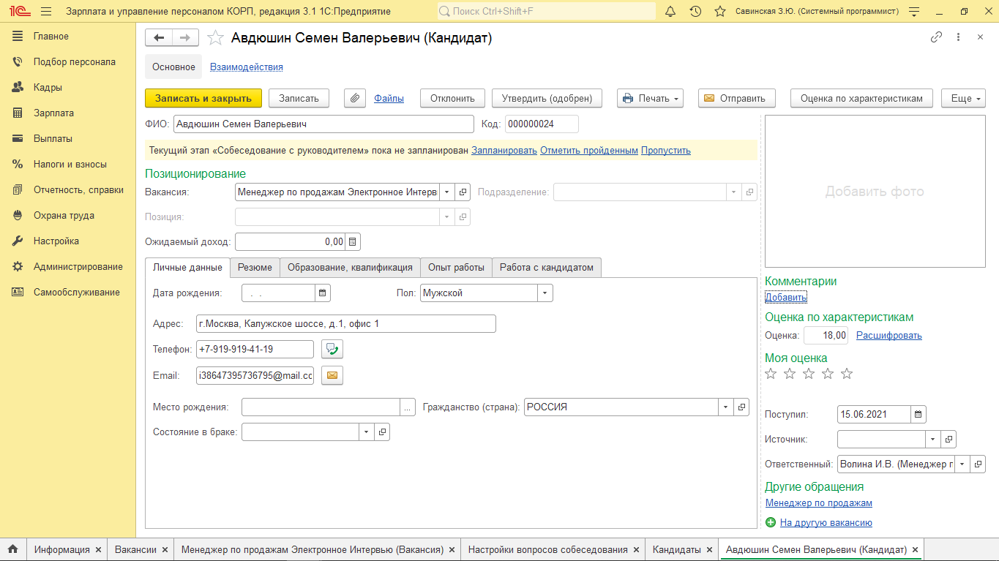 1С Зарплата и управление персоналом КОРП, редакция 3.1 1С:Предприятие Поиск Ctrl+Shift+F Савинская З.Ю. (Системный программист)
Главное
Подбор персонала
Кадры
Зарплата
Выплаты
Налоги и взносы
Отчетность, справки
Охрана труда
Настройка
Администрирование
Самообслуживание
Авдюшин Семен Валерьевич (Кандидат)
Основное Взаимодействия
Записать и закрыть Записать Файлы Отклонить Утвердить (одобрен) Печать Отправить Оценка по характеристикам Еще
ФИО: Авдюшин Семен Валерьевич Код: 000000024
Текущий этап «Собеседование с руководителем» пока не запланирован Запланировать Отметить пройденным Пропустить
Позиционирование
Вакансия: Менеджер по продажам Электронное Интерв Подразделение:
Позиция:
Ожидаемый доход: 0,00
Личные данные Резюме Образование, квалификация Опыт работы Работа с кандидатом
Дата рождения: . . Пол: Мужской
Адрес: г.Москва, Калужское шоссе, д.1, офис 1
Телефон: +7-919-919-41-19
Email: i38647395736795@mail.cc
Место рождения: ... Гражданство (страна): РОССИЯ
Состояние в браке:
Добавить фото
Комментарии
Добавить
Оценка по характеристикам
Оценка: 18,00 Расшифровать
Моя оценка
Поступил: 15.06.2021
Источник:
Ответственный: Волина И.В. (Менеджер г
Другие обращения
Менеджер по продажам
На другую вакансию
Информация Вакансии Менеджер по продажам Электронное Интервью (Вакансия) Настройки вопросов собеседования Кандидаты Авдюшин Семен Валерьевич (Кандидат)